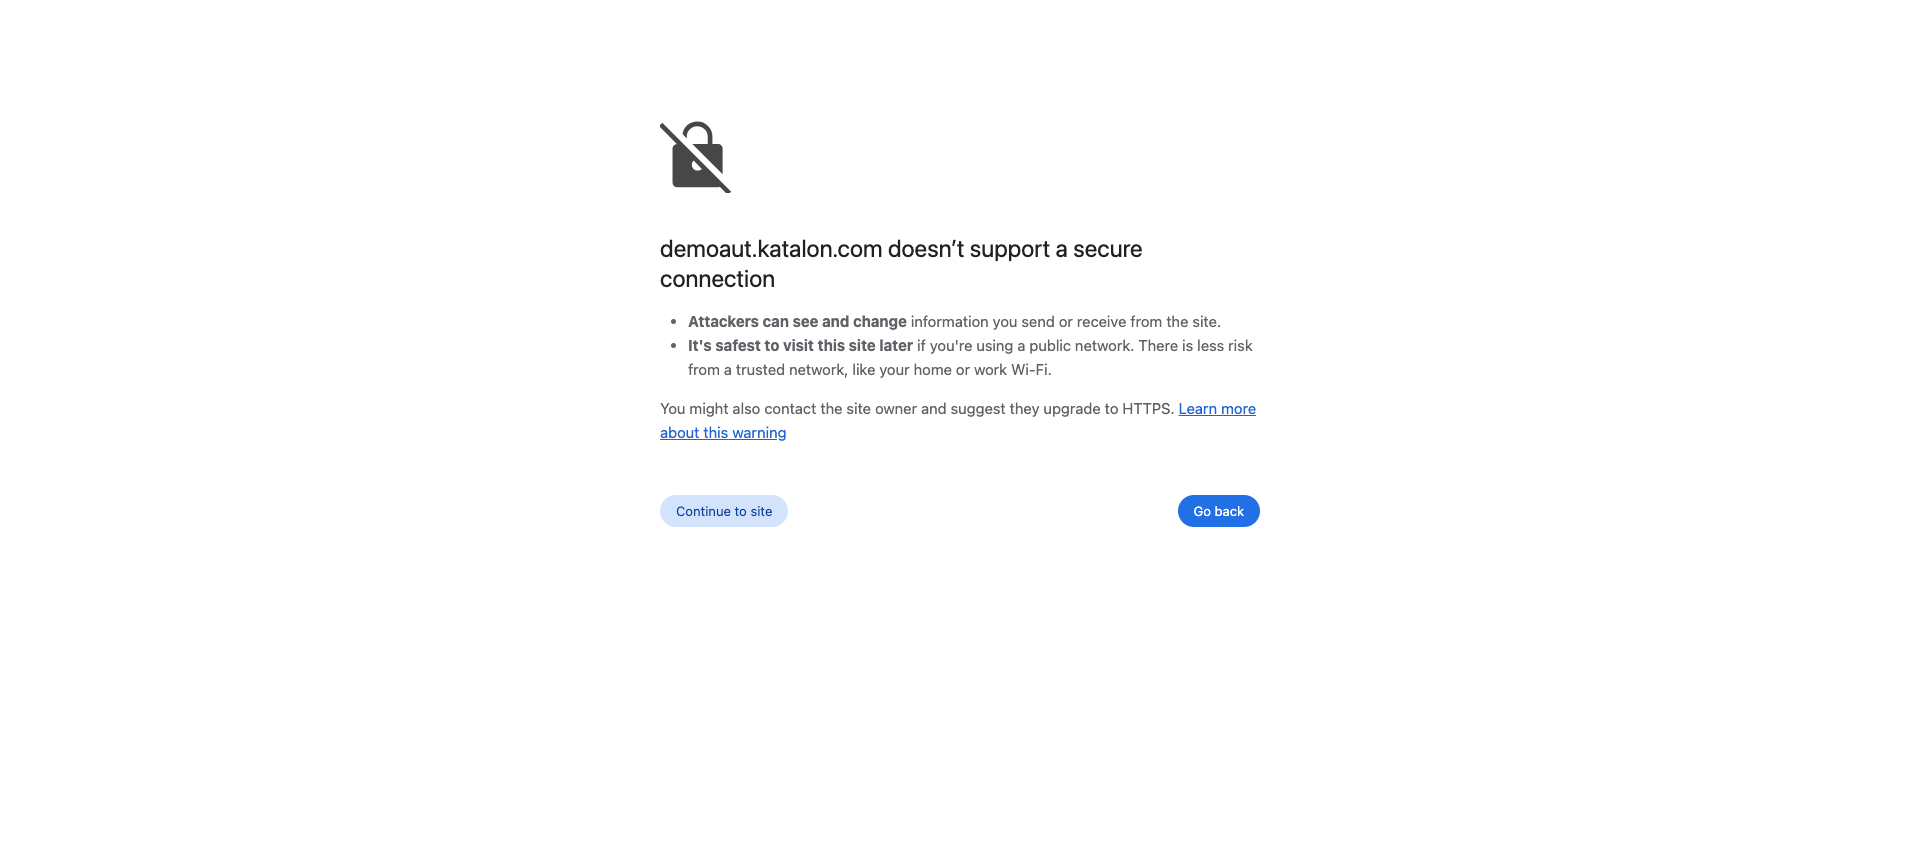 demoaut.katalon.com doesn’t support a secure
connection
• Attackers can see and change information you send or receive from the site.
• It's safest to visit this site later if you're using a public network. There is less risk
from a trusted network, like your home or work Wi-Fi.
You might also contact the site owner and suggest they upgrade to HTTPS. Learn more
about this warning
Continue to site
Go back